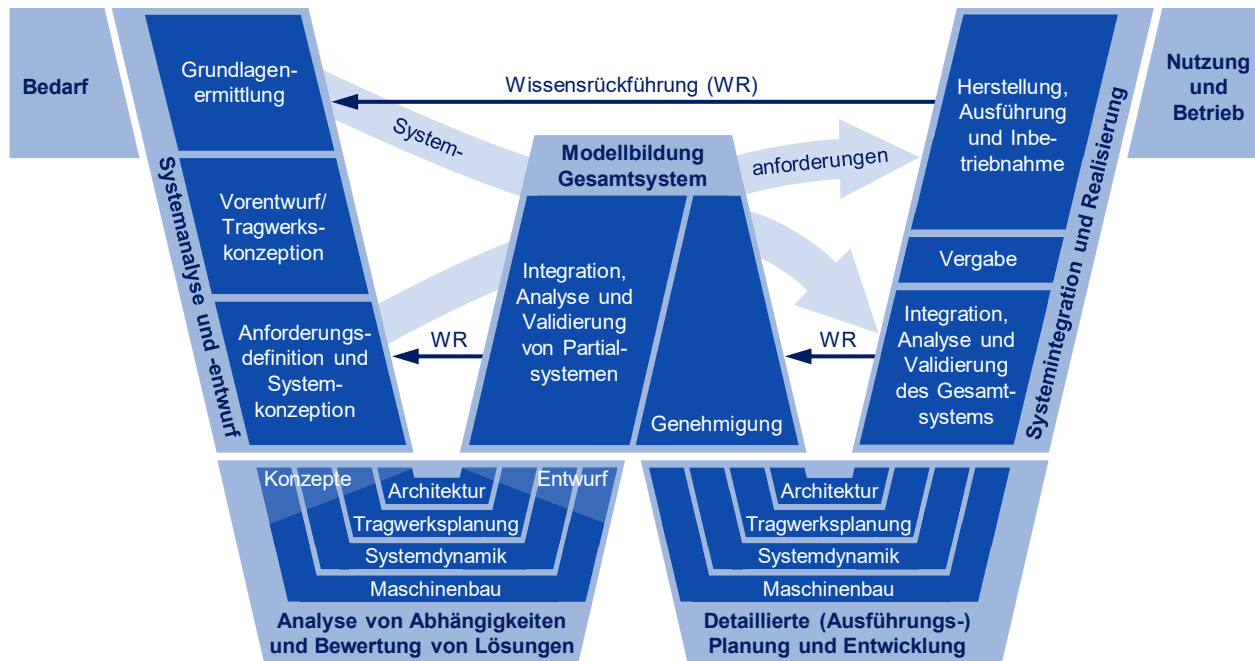 Bedarf
Systemanalyse und -entwurf
Grundlagen-
ermittlung
Vorentwurf/
Tragwerks-
konzeption
Anforderungs-
definition und
System-
konzeption
Wissensrückführung (WR)
System-
anforderungen
Modellbildung
Gesamtsystem
Integration,
Analyse und
Validierung
von Partial-
systemen
Genehmigung
WR
WR
Herstellung,
Ausführung
und Inbe-
triebnahme
Vergabe
Integration,
Analyse und
Validierung
des Gesamt-
systems
Systemintegration und Realisierung
Nutzung
und
Betrieb
Konzepte
Entwurf
Architektur
Tragwerksplanung
Systemdynamik
Maschinenbau
Analyse von Abhängigkeiten
und Bewertung von Lösungen
Architektur
Tragwerksplanung
Systemdynamik
Maschinenbau
Detaillierte (Ausführungs-)
Planung und Entwicklung